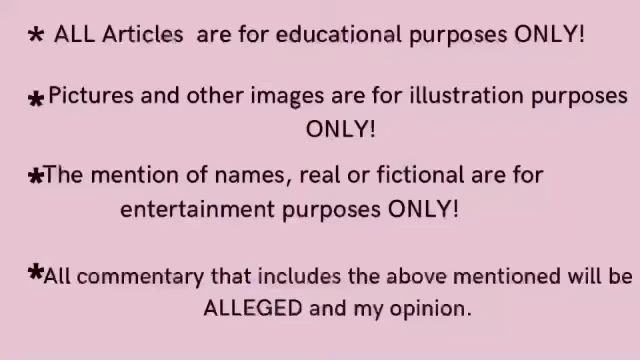 * ALL Articles are for educational purposes ONLY!
* Pictures and other images are for illustration purposes
ONLY!
*The mention of names, real or fictional are for
entertainment purposes ONLY!
*All commentary that includes the above mentioned will be
ALLEGED and my opinion.